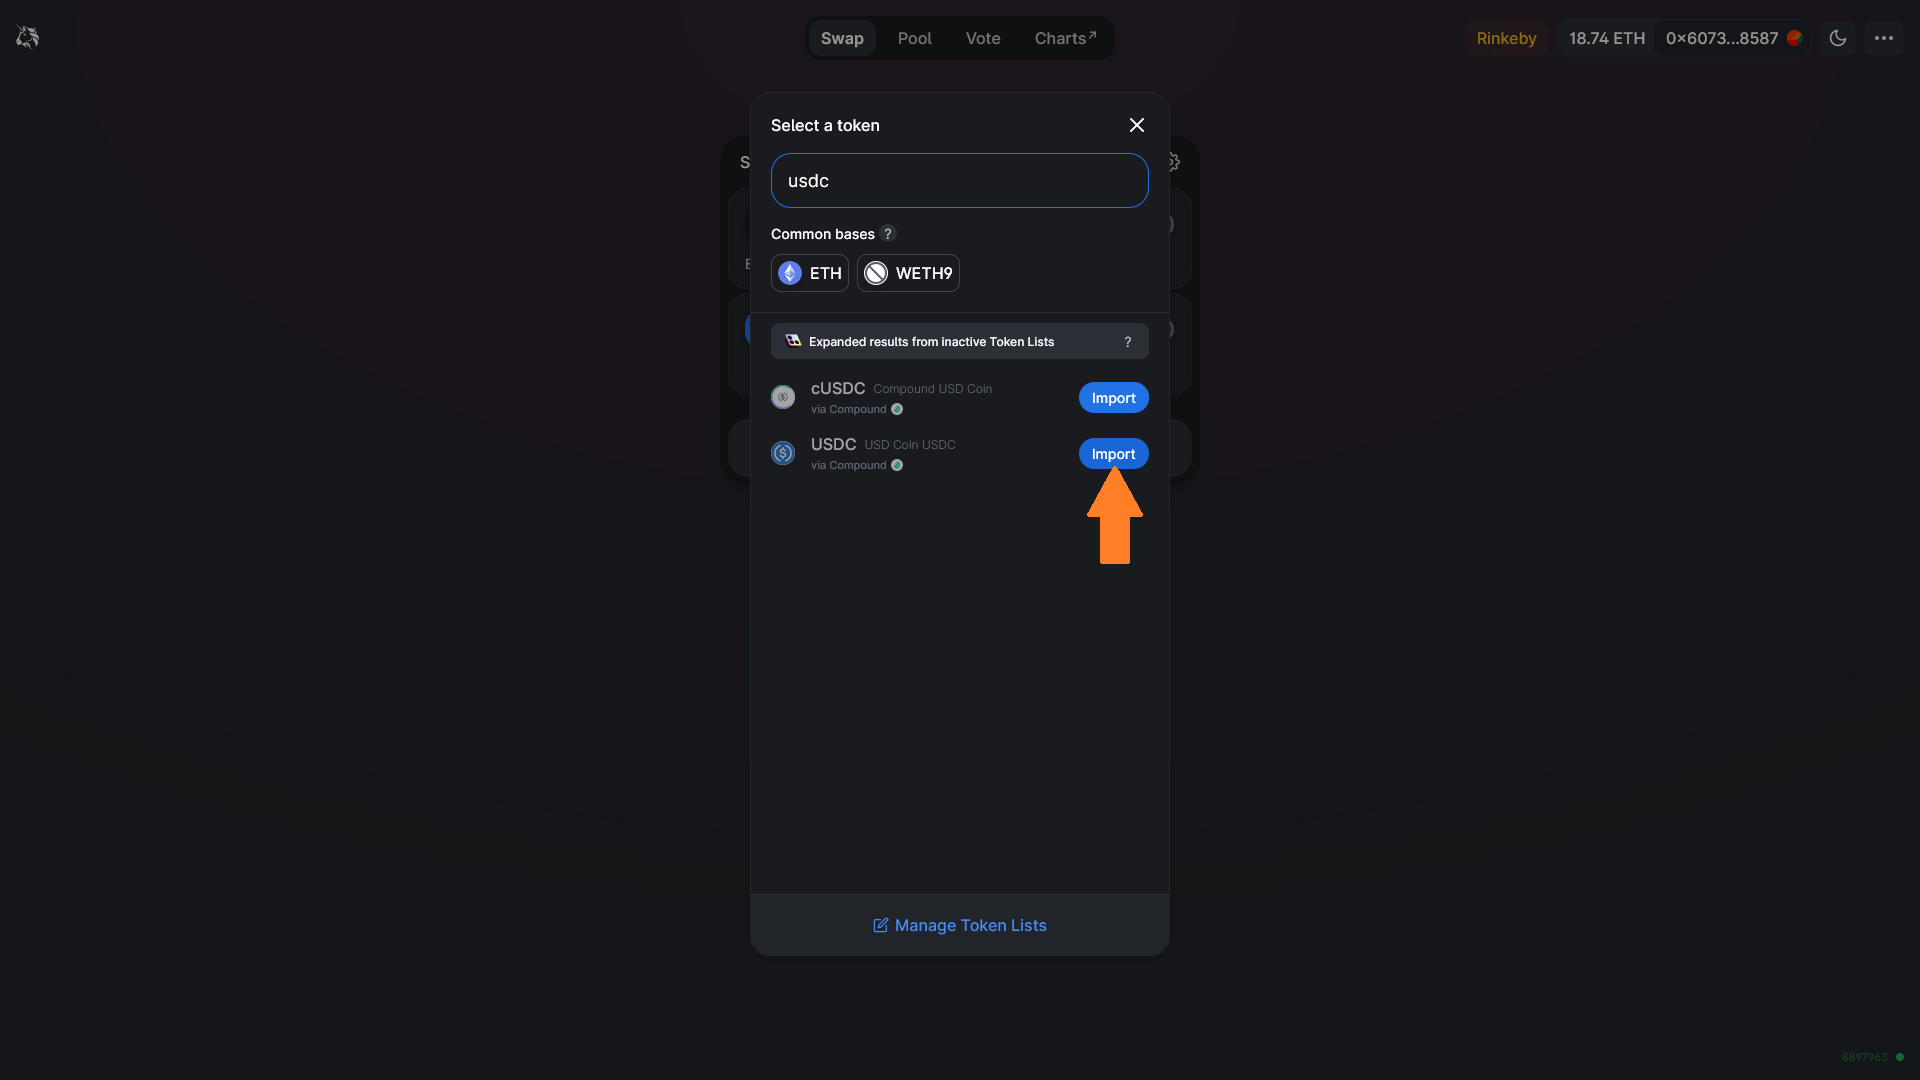 Swap Pool Vote Charts↗ Rinkeby 18.74 ETH 0x6073...8587 ...
Select a token
S
usdc
Common bases ?
ETH WETH9
Expanded results from inactive Token Lists ?
cUSDC Compound USD Coin
via Compound
Import
USDC USD Coin USDC
via Compound
Import
Manage Token Lists
8897963